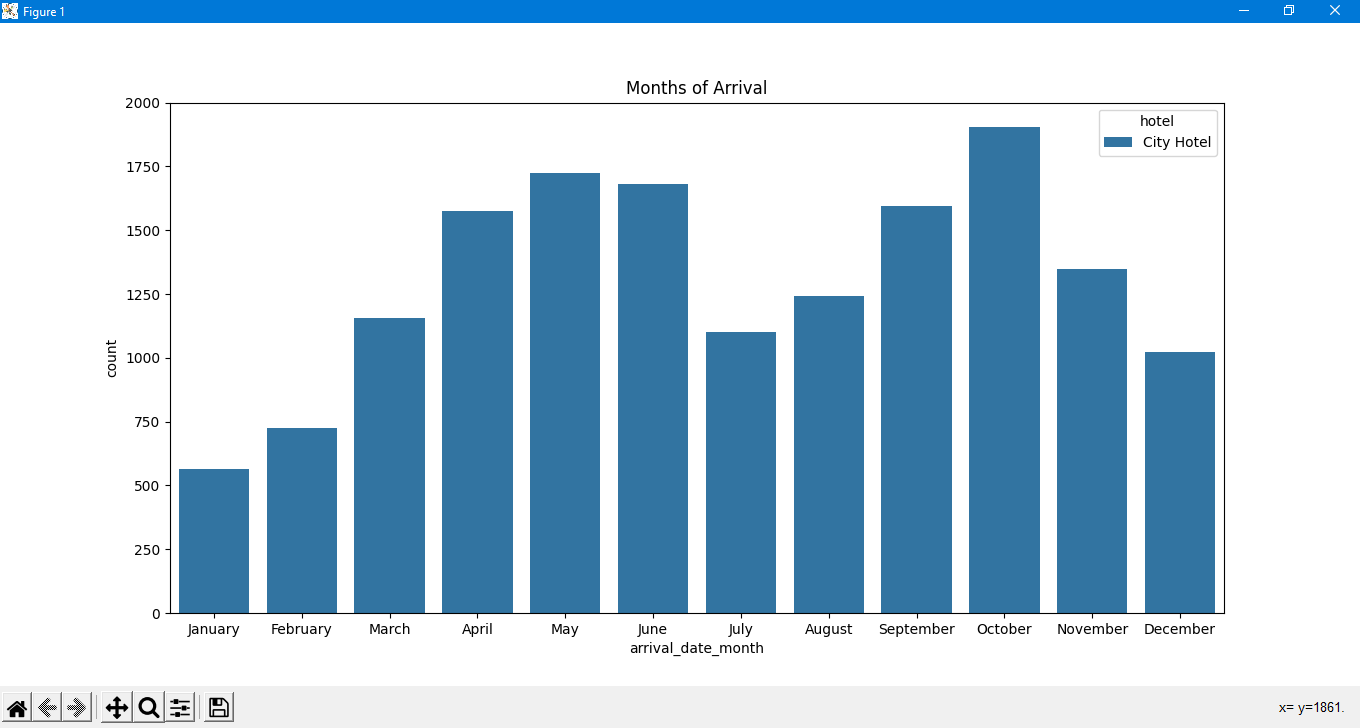 Figure 1
Months of Arrival
2000
1750
1500
1250
1000
750
500
250
0
count
hotel
City Hotel
January February March April May June July August September October November December
arrival_date_month
x= y=1861.